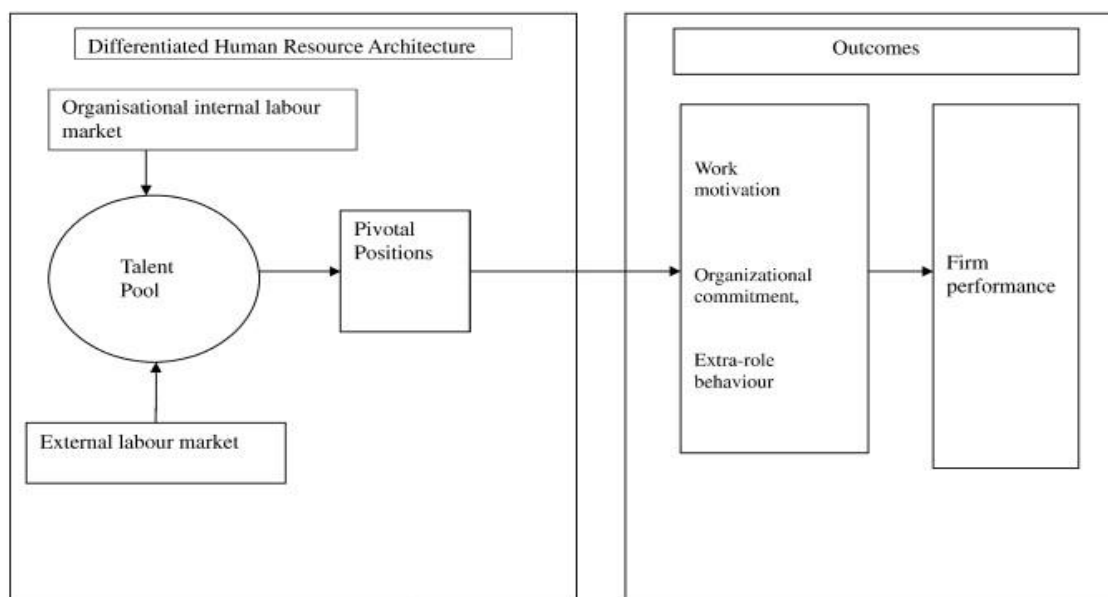 Differentiated Human Resource Architecture
Organisational internal labour
market
Talent
Pool
Pivotal
Positions
External labour market
Outcomes
Work
motivation
Organizational
commitment,
Extra-role
behaviour
Firm
performance